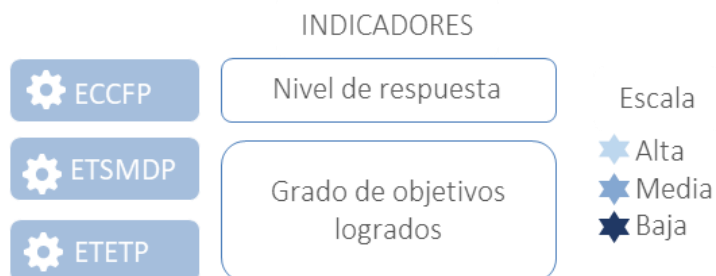 INDICADORES
ECCFP
Nivel de respuesta
ETSMDP
Grado de objetivos
logrados
ETETP
Escala
Alta
Media
Baja